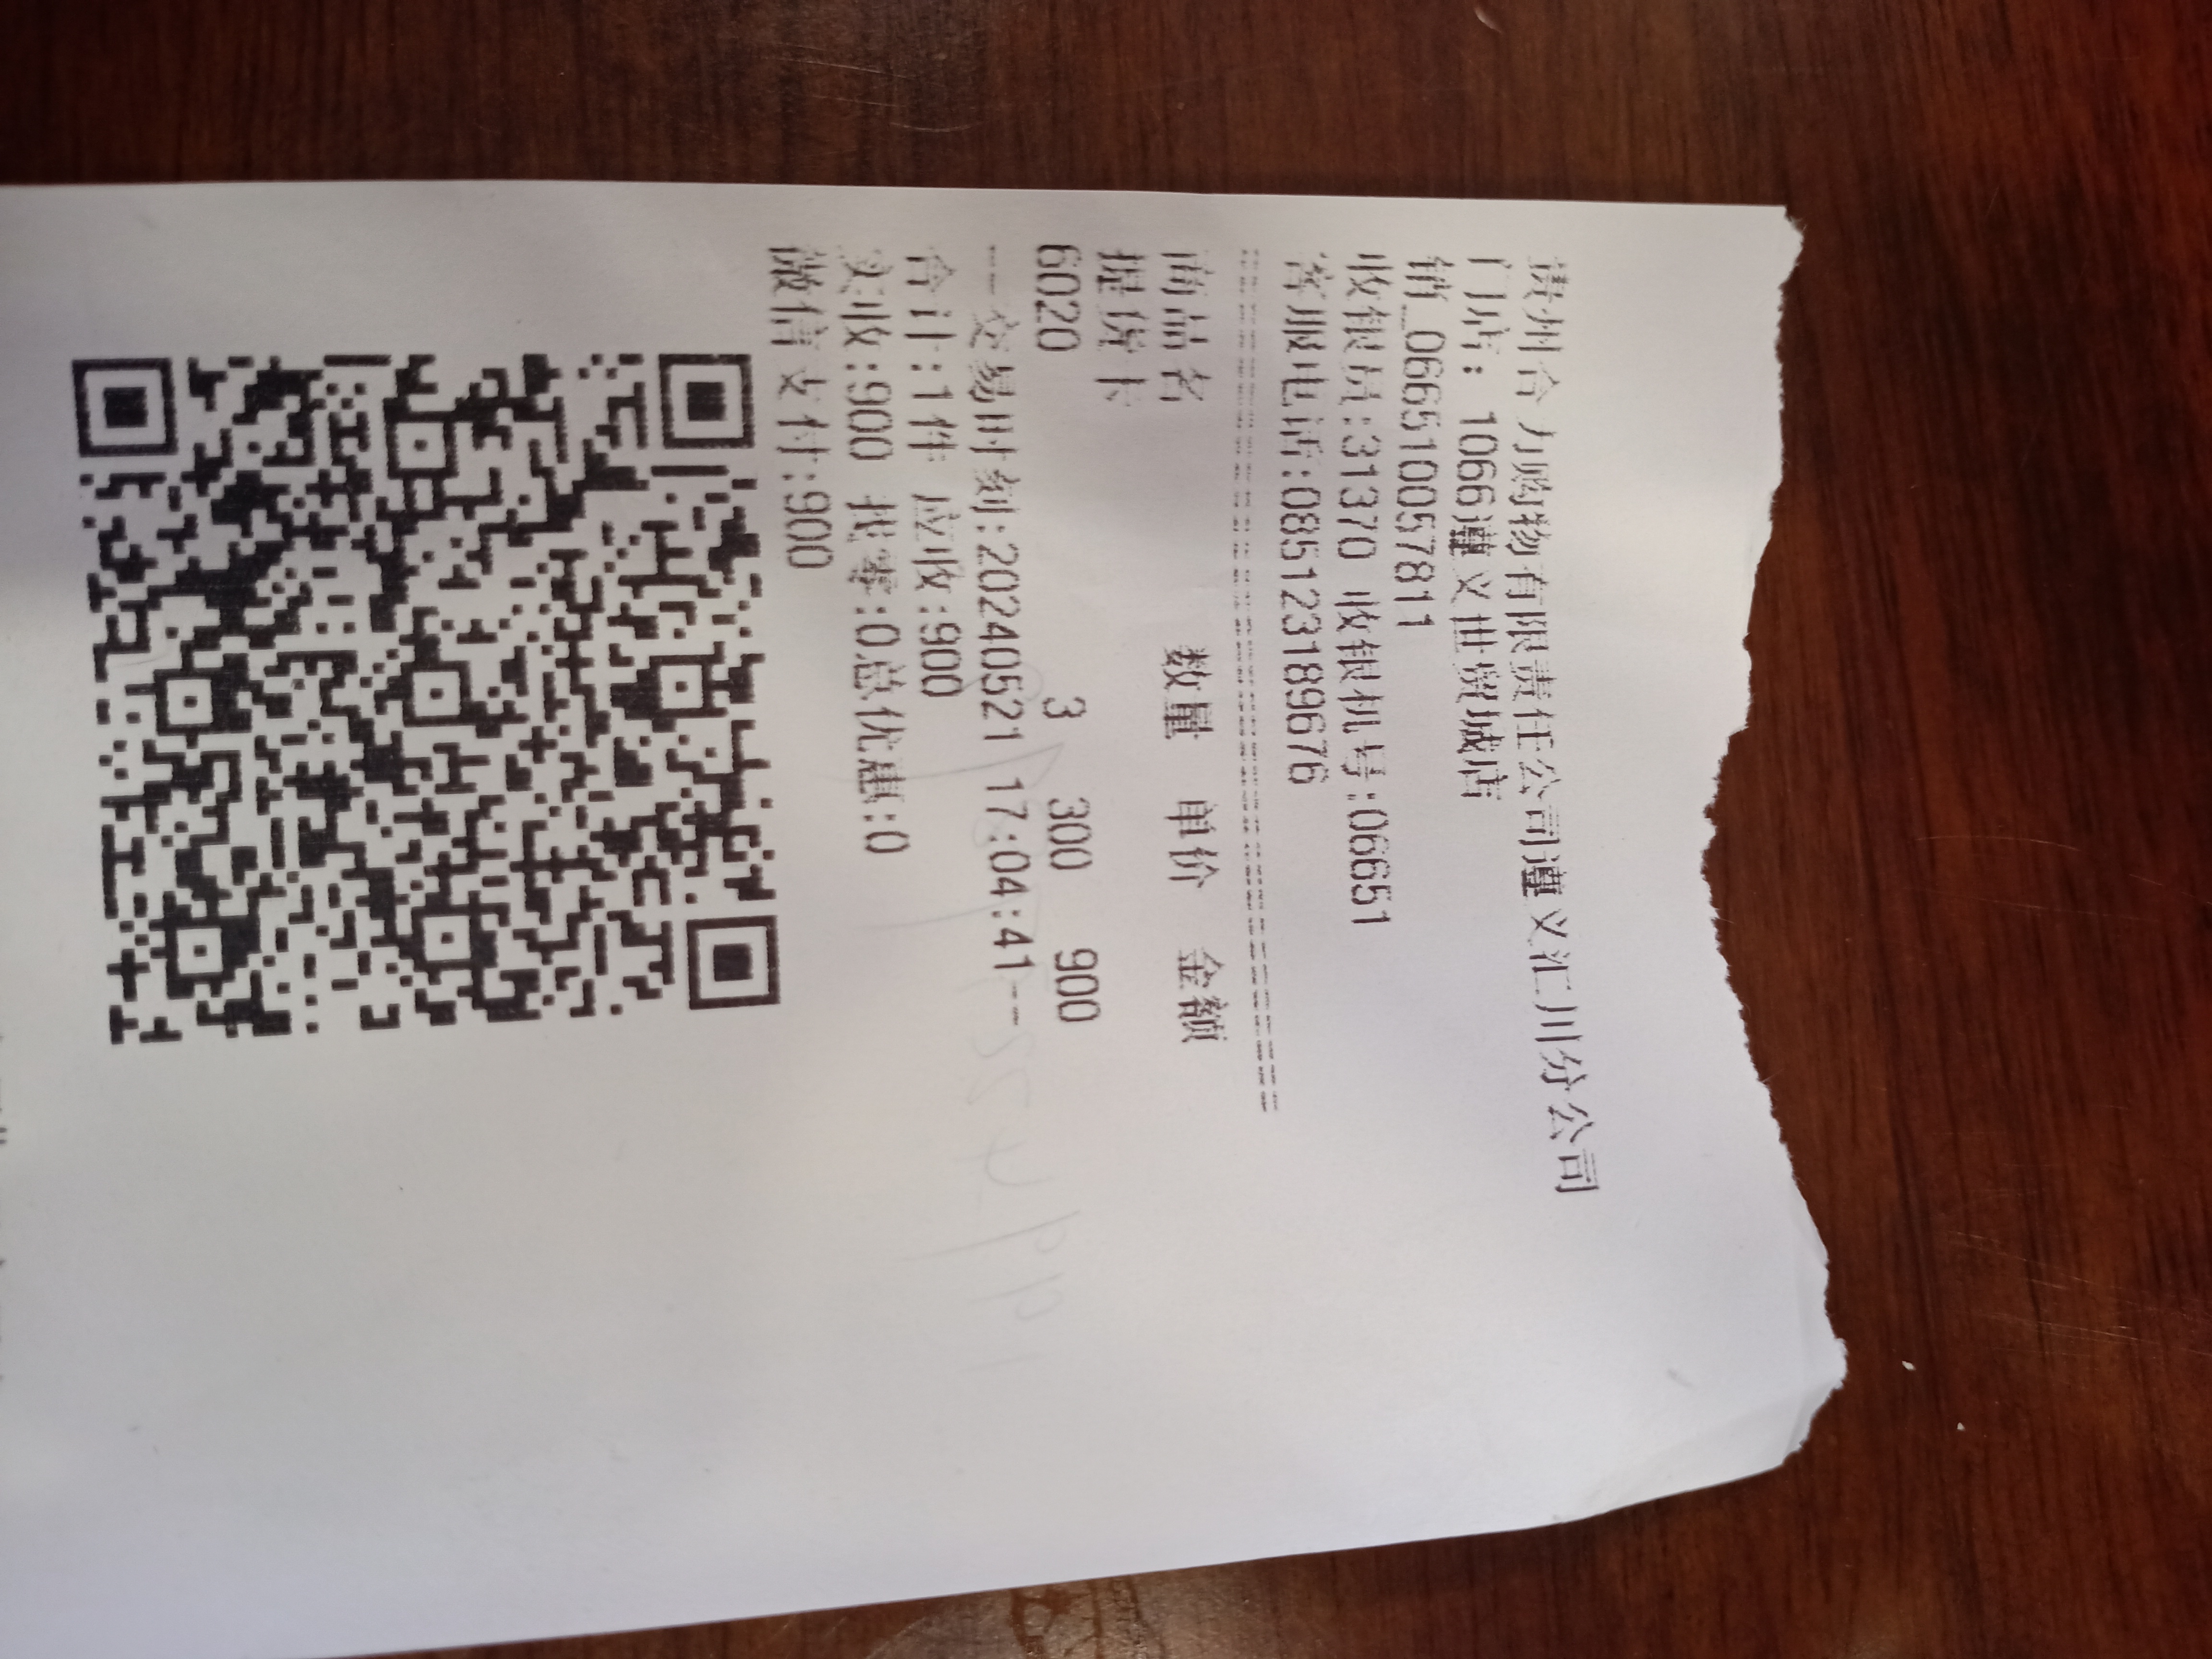 贵州合力购物有限责任公司遵义汇川分公司
门店: 1066遵义世贸城店
销_066510057811
收银员:31370 收银机号:06651
客服电话:085123189676
================================
商品名 数量 单价 金额
提货卡
6020 3 300 900
--交易时刻:20240521 17:04:41--
合计:1件 应收:900
实收:900 找零:0总优惠:0
微信支付:900